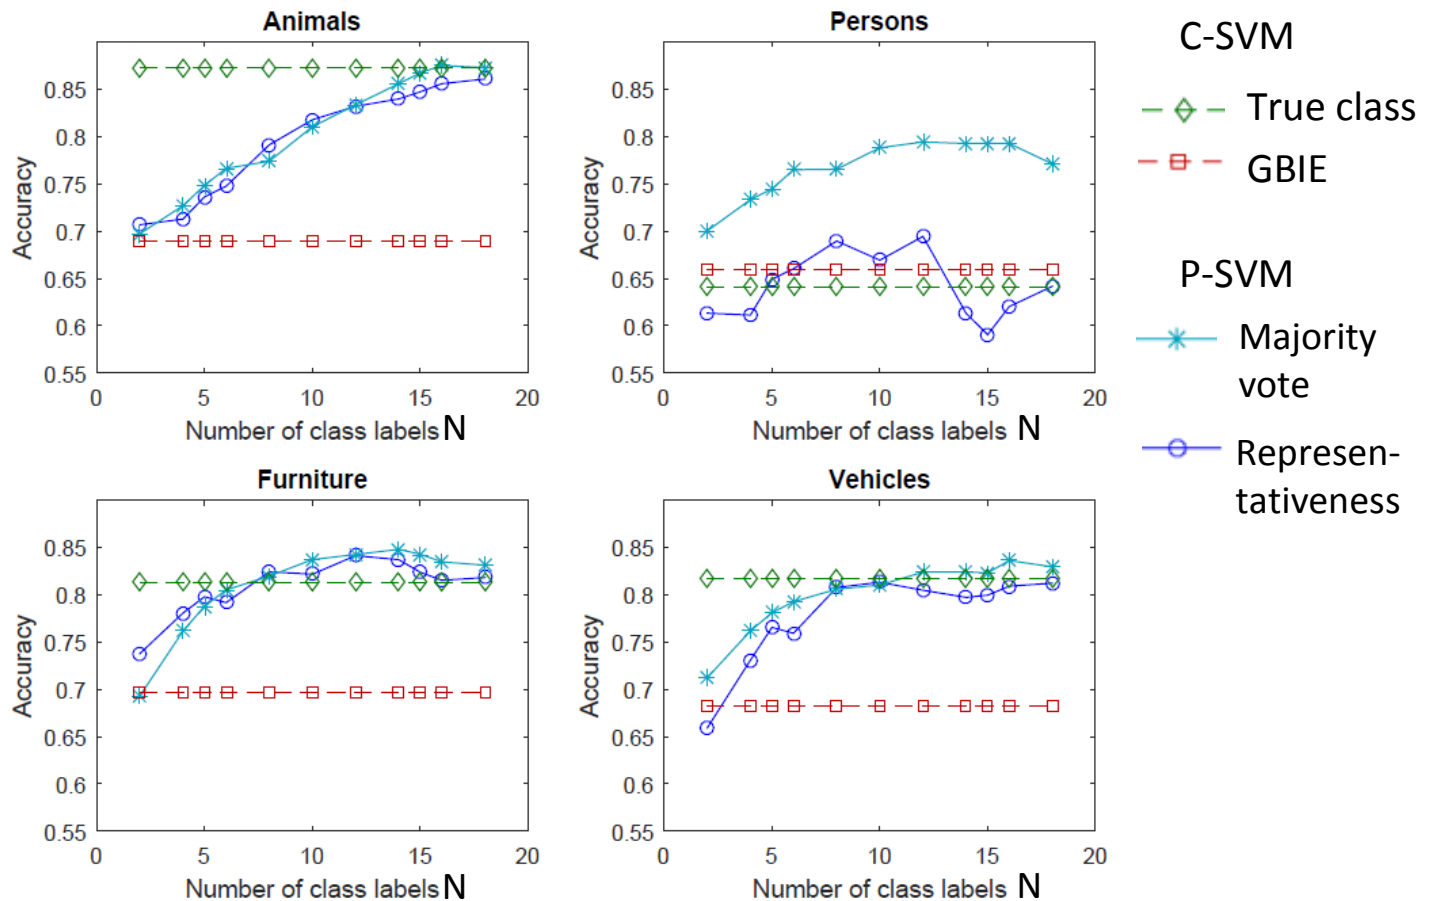 Animals
0.85
0.8
0.75
0.7
0.65
0.6
0.55
Accuracy
0 5 10 15 20
Number of class labels N
Persons
0.85
0.8
0.75
0.7
0.65
0.6
0.55
Accuracy
0 5 10 15 20
Number of class labels N
C-SVM
True class
GBIE
P-SVM
Majority
vote
Represen-
tativeness
Furniture
0.85
0.8
0.75
0.7
0.65
0.6
0.55
Accuracy
0 5 10 15 20
Number of class labels N
Vehicles
0.85
0.8
0.75
0.7
0.65
0.6
0.55
Accuracy
0 5 10 15 20
Number of class labels N